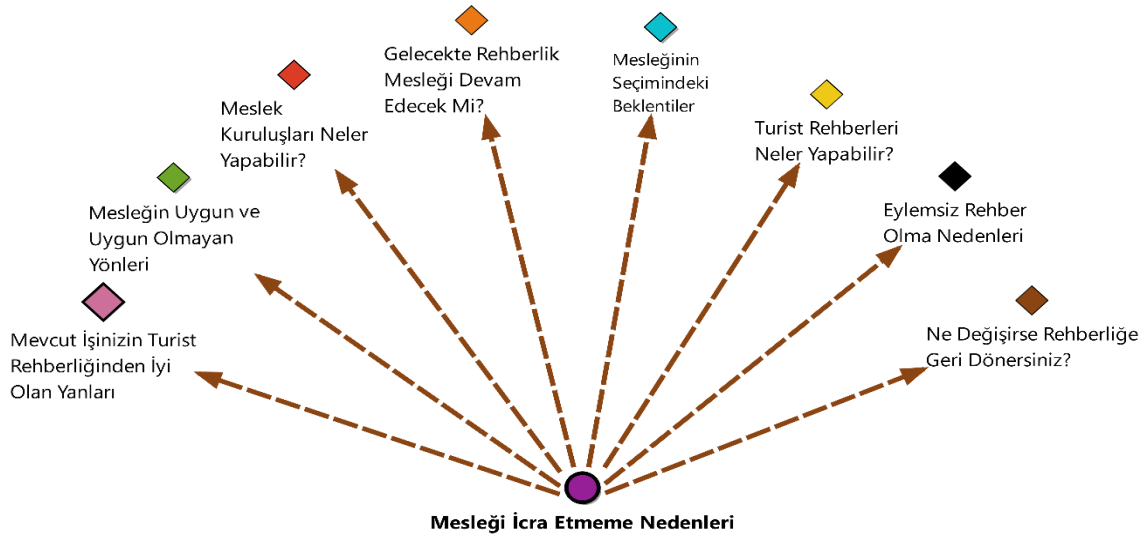 Gelecekte Rehberlik
Mesleği Devam
Edecek Mi?
Mesleğinin
Seçimindeki
Beklentiler
Meslek
Kuruluşları Neler
Yapabilir?
Turist Rehberleri
Neler Yapabilir?
Mesleğin Uygun ve
Uygun Olmayan
Yönleri
Eylemsiz Rehber
Olma Nedenleri
Mevcut İşinizin Turist
Rehberliğinden İyi
Olan Yanları
Ne Değişirse Rehberliğe
Geri Dönersiniz?
Mesleği İcra Etmeme Nedenleri